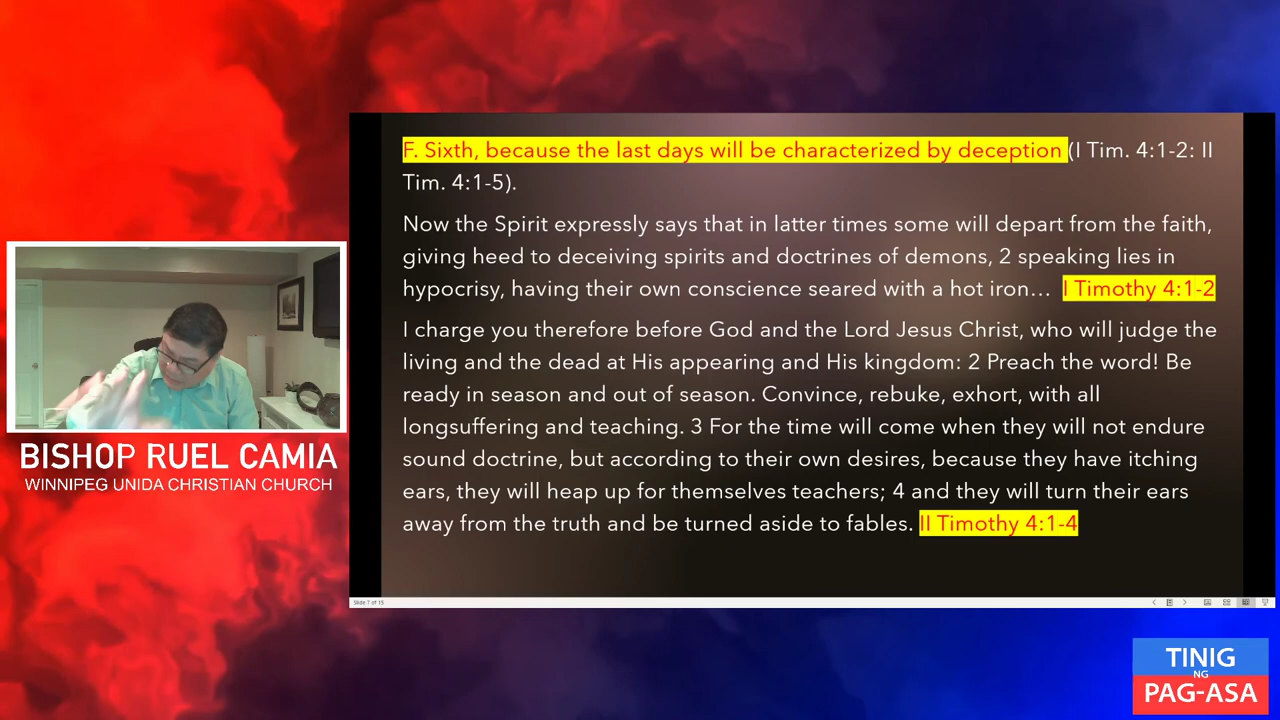 F. Sixth, because the last days will be characterized by deception (I Tim. 4:1-2: II
Tim. 4:1-5).
Now the Spirit expressly says that in latter times some will depart from the faith,
giving heed to deceiving spirits and doctrines of demons, 2 speaking lies in
hypocrisy, having their own conscience seared with a hot iron… I Timothy 4:1-2
I charge you therefore before God and the Lord Jesus Christ, who will judge the
living and the dead at His appearing and His kingdom: 2 Preach the word! Be
ready in season and out of season. Convince, rebuke, exhort, with all
longsuffering and teaching. 3 For the time will come when they will not endure
sound doctrine, but according to their own desires, because they have itching
ears, they will heap up for themselves teachers; 4 and they will turn their ears
away from the truth and be turned aside to fables. II Timothy 4:1-4
Slide 7 of 15
BISHOP RUEL CAMIA
WINNIPEG UNIDA CHRISTIAN CHURCH
TINIG
NG
PAG-ASA